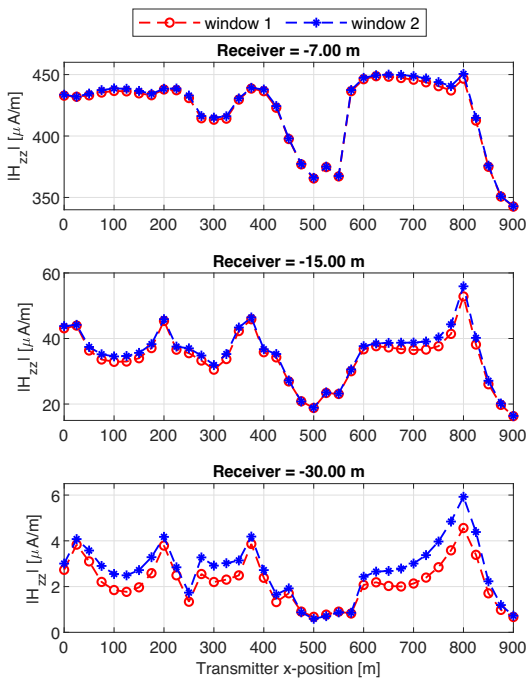 window 1 window 2
Receiver = -7.00 m
|H_zz| [μ A/m]
450
400
350
0 100 200 300 400 500 600 700 800 900
Receiver = -15.00 m
|H_zz| [μ A/m]
60
40
20
0 100 200 300 400 500 600 700 800 900
Receiver = -30.00 m
|H_zz| [μ A/m]
6
4
2
0
0 100 200 300 400 500 600 700 800 900
Transmitter x-position [m]